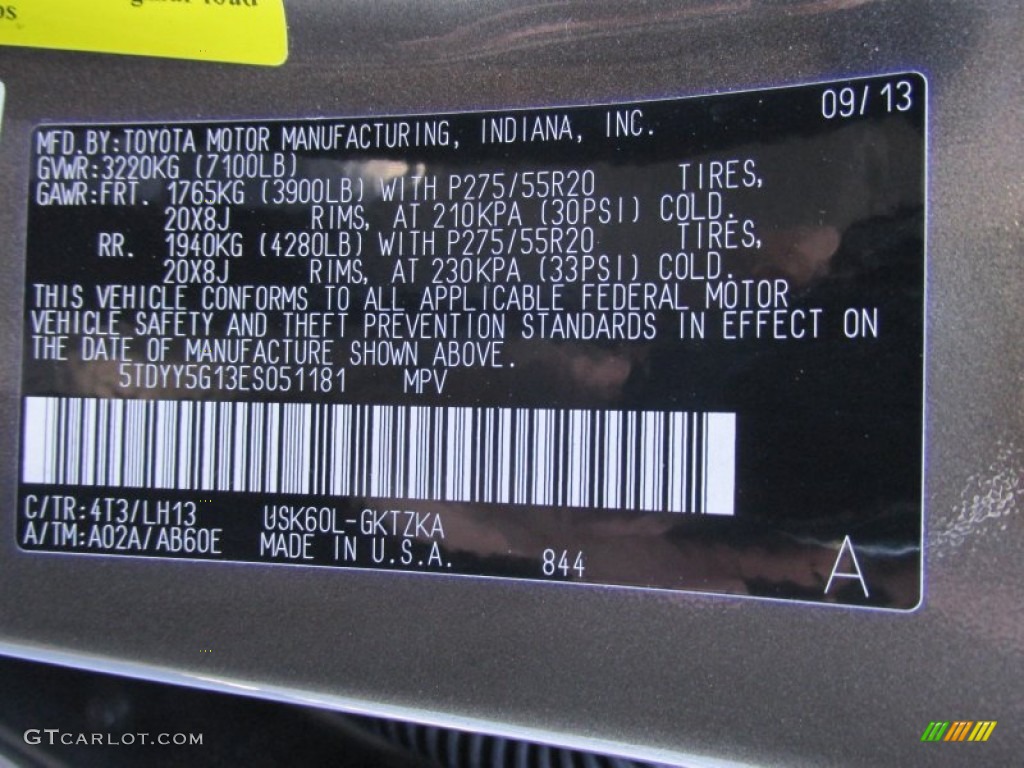 09/13
MFD.BY:TOYOTA MOTOR MANUFACTURING, INDIANA, INC.
GVWR:3220KG (7100LB)
GAWR:FRT. 1765KG (3900LB) WITH P275/55R20 TIRES,
20X8J RIMS, AT 210KPA (30PSI) COLD.
RR. 1940KG (4280LB) WITH P275/55R20 TIRES,
20X8J RIMS, AT 230KPA (33PSI) COLD.
THIS VEHICLE CONFORMS TO ALL APPLICABLE FEDERAL MOTOR
VEHICLE SAFETY AND THEFT PREVENTION STANDARDS IN EFFECT ON
THE DATE OF MANUFACTURE SHOWN ABOVE.
5TDYY5G13ES051181 MPV
C/TR:4T3/LH13 USK60L-GKTZKA
A/TM:A02A/AB60E MADE IN U.S.A. 844 A
GTCARLOT.COM